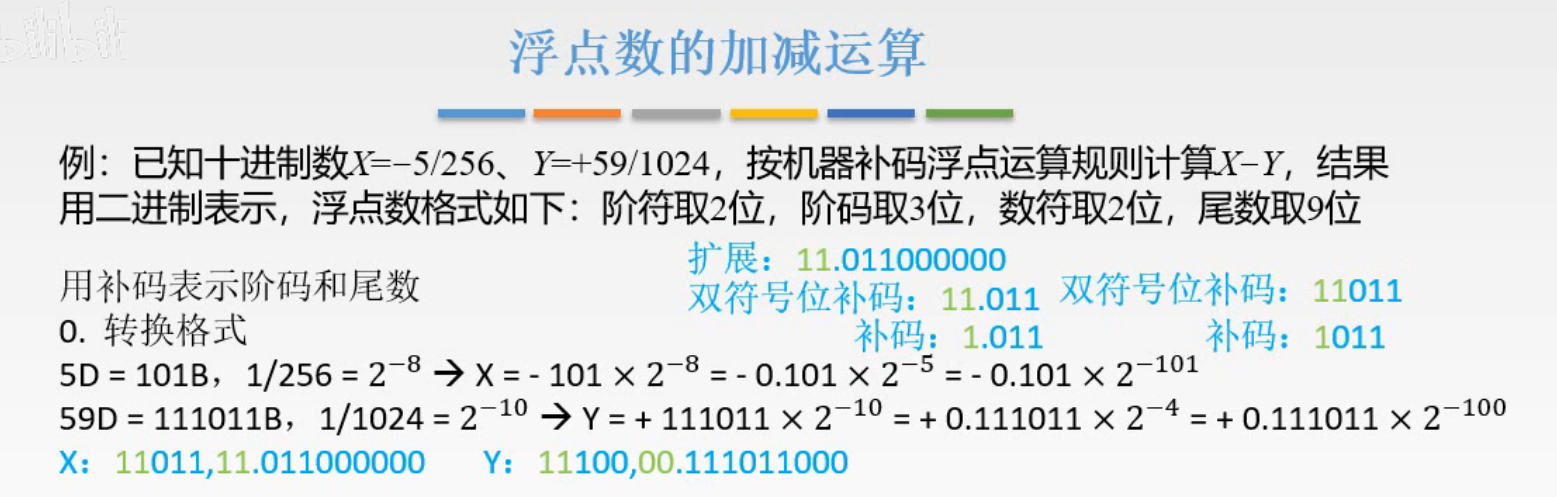 bilibili
浮点数的加减运算
例：已知十进制数X=−5/256、Y=+59/1024，按机器补码浮点运算规则计算X−Y，结果
用二进制表示，浮点数格式如下：阶符取2位，阶码取3位，数符取2位，尾数取9位
扩展：11.011000000
用补码表示阶码和尾数
双符号位补码：11.011 双符号位补码：11011
0. 转换格式
补码：1.011 补码：1011
5D = 101B，1/256 = 2⁻⁸ → X = - 101 × 2⁻⁸ = - 0.101 × 2⁻⁵ = - 0.101 × 2⁻¹⁰¹
59D = 111011B，1/1024 = 2⁻¹⁰ → Y = + 111011 × 2⁻¹⁰ = + 0.111011 × 2⁻⁴ = + 0.111011 × 2⁻¹⁰⁰
X：11011,11.011000000 Y：11100,00.111011000